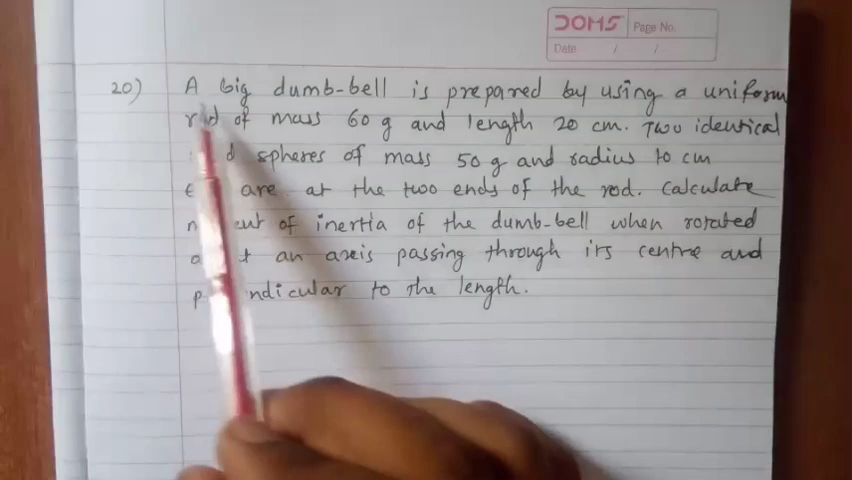 DOMS Page No.
Date / /
20) A big dumb-bell is prepared by using a uniform
rod of mass 60 g and length 20 cm. Two identical
spheres of mass 50 g and radius 10 cm
are at the two ends of the rod. Calculate
of inertia of the dumb-bell when rotated
an axis passing through its centre and
to the length.